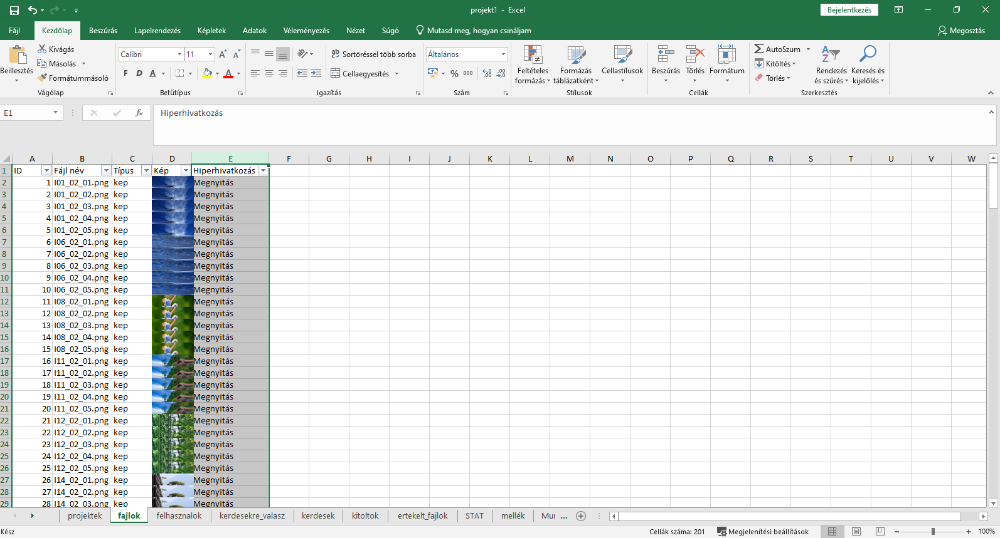 projekt1 - Excel
Bejelentkezés
Fájl Kezdőlap Beszúrás Lapelrendezés Képletek Adatok Véleményezés Nézet Súgó Mutasd meg, hogyan csináljam Megosztás
Beillesztés
Kivágás
Másolás
Formátummásoló
Vágólap
Calibri 11
F D A A
A A
Betűtípus
ab Sortöréssel több sorba
Cellaegyesítés
Igazítás
Általános
% 000 ,00 ,00
Szám
Feltételes formázás
Formázás táblázatként
Cellastílusok
Stílusok
Beszúrás Törlés Formátum
Cellák
AutoSzum
Kitöltés
Törlés
Rendezés és szűrés
Keresés és kijelölés
Szerkesztés
E1 fx Hiperhivatkozás
A B C D E F G H I J K L M N O P Q R S T U V W
1 ID Fájl név Típus Kép Hiperhivatkozás
2 1 I01_02_01.png kep Megnyitás
3 2 I01_02_02.png kep Megnyitás
4 3 I01_02_03.png kep Megnyitás
5 4 I01_02_04.png kep Megnyitás
6 5 I01_02_05.png kep Megnyitás
7 6 I06_02_01.png kep Megnyitás
8 7 I06_02_02.png kep Megnyitás
9 8 I06_02_03.png kep Megnyitás
10 9 I06_02_04.png kep Megnyitás
11 10 I06_02_05.png kep Megnyitás
12 11 I08_02_01.png kep Megnyitás
13 12 I08_02_02.png kep Megnyitás
14 13 I08_02_03.png kep Megnyitás
15 14 I08_02_04.png kep Megnyitás
16 15 I08_02_05.png kep Megnyitás
17 16 I11_02_01.png kep Megnyitás
18 17 I11_02_02.png kep Megnyitás
19 18 I11_02_03.png kep Megnyitás
20 19 I11_02_04.png kep Megnyitás
21 20 I11_02_05.png kep Megnyitás
22 21 I12_02_01.png kep Megnyitás
23 22 I12_02_02.png kep Megnyitás
24 23 I12_02_03.png kep Megnyitás
25 24 I12_02_04.png kep Megnyitás
26 25 I12_02_05.png kep Megnyitás
27 26 I14_02_01.png kep Megnyitás
28 27 I14_02_02.png kep Megnyitás
29 28 I14_02_03.png kep Megnyitás
projektek fajlok felhasznalok kerdesekre_valasz kerdesek kitoltok ertekelt_fajlok STAT mellék Mur ...
Kész Cellák száma: 201 Megjelenítési beállítások 100%